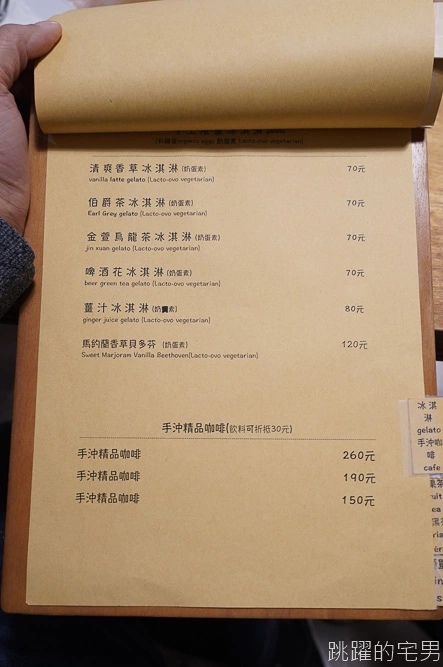 清爽香草冰淇淋(奶蛋素) 70元
vanilla latte gelato (Lacto-ovo vegetarian)
伯爵茶冰淇淋(奶蛋素) 70元
Earl Gray gelato (Lacto-ovo vegetarian)
金萱烏龍茶冰淇淋(奶蛋素) 70元
jin xuan gelato (Lacto-ovo vegetarian)
啤酒花冰淇淋(奶蛋素) 70元
beer green tea gelato (Lacto-ovo vegetarian)
薑汁冰淇淋(奶蛋素) 80元
ginger juice gelato (Lacto-ovo vegetarian)
馬約蘭香草貝多芬 (奶蛋素) 120元
Sweet Marjoram Vanilla Beethoven(Lacto-ovo vegetarian)
手沖精品咖啡(飲料可折抵30元)
手沖精品咖啡 260元
手沖精品咖啡 190元
手沖精品咖啡 150元
冰淇
淋
gelato
手沖咖
啡
cafe
跳躍的宅男